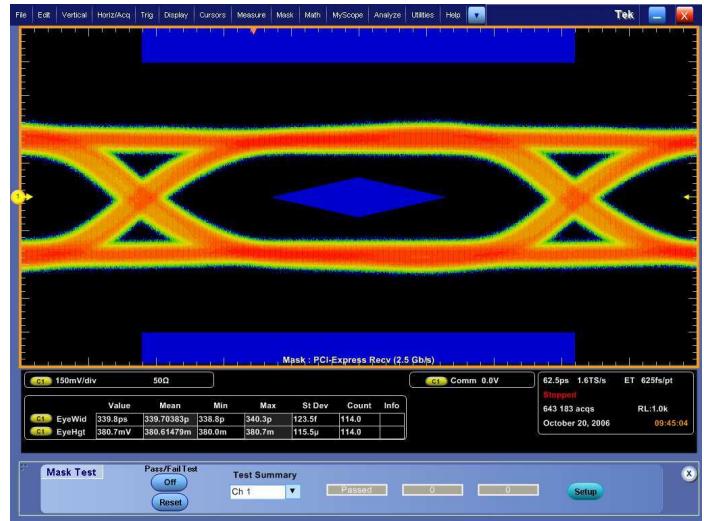 File Edit Vertical Horiz/Acq Trig Display Cursors Measure Mask Math MyScope Analyze Utilities Help Tek X
1
Mask : PCI-Express Recv (2.5 Gb/s)
C1 150mV/div 50Ω
C1 Comm 0.0V
62.5ps 1.6TS/s ET 625fs/pt
Stopped
643 183 acqs RL:1.0k
October 20, 2006 09:45:04
Value Mean Min Max St Dev Count Info
C1 EyeWid 339.8ps 339.70383p 338.8p 340.3p 123.5f 114.0
C1 EyeHgt 380.7mV 380.61479m 380.0m 380.7m 115.5µ 114.0
Mask Test
Pass/Fail Test
Off
Reset
Test Summary
Ch 1
Passed 0 0
Setup
X